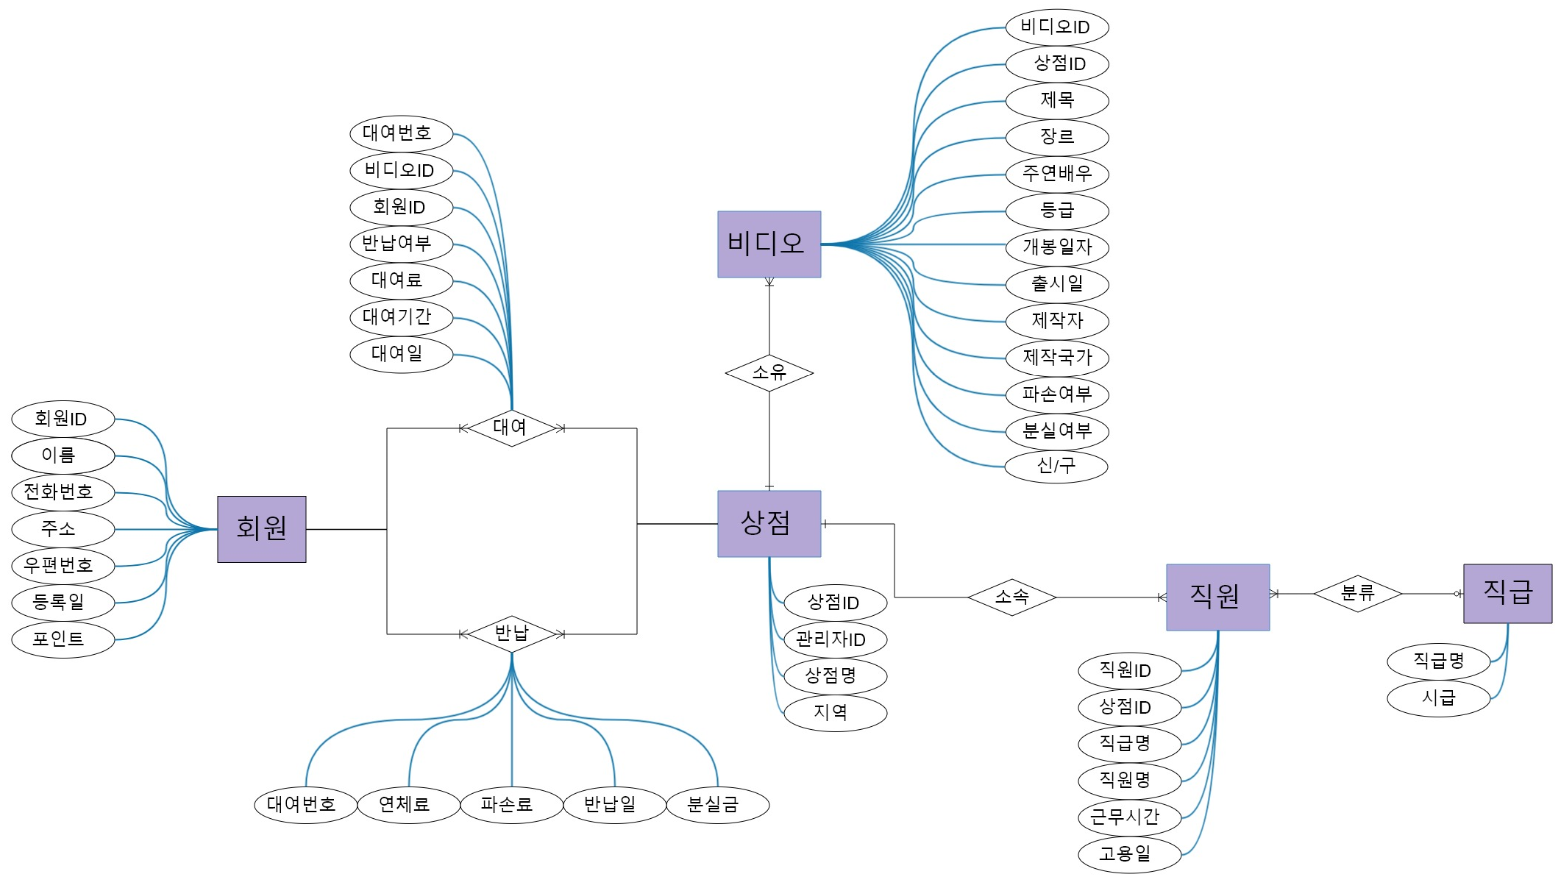 비디오ID
상점ID
제목
장르
주연배우
등급
개봉일자
출시일
제작자
제작국가
파손여부
분실여부
신/구
비디오
대여번호
비디오ID
회원ID
반납여부
대여료
대여기간
대여일
대여
소유
회원ID
이름
전화번호
주소
우편번호
등록일
포인트
회원
상점
상점ID
관리자ID
상점명
지역
반납
대여번호
연체료
파손료
반납일
분실금
소속
직원
직원ID
상점ID
직급명
직원명
근무시간
고용일
분류
직급
직급명
시급